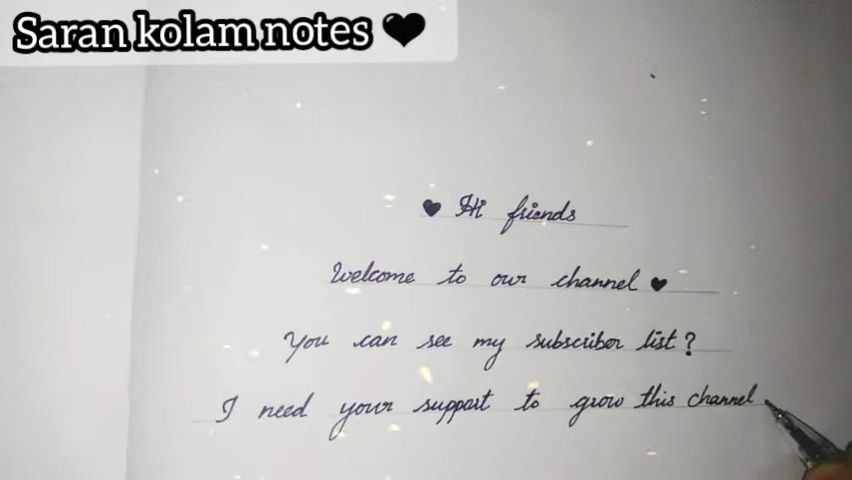 Saran kolam notes ❤
♥ Hi friends
Welcome to our channel ♥
You can see my subscriber list?
I need your support to grow this channel